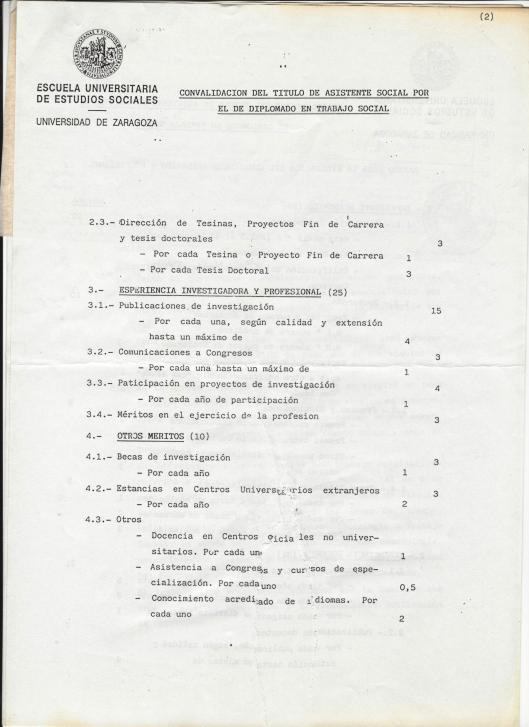 (2)
ESCUELA UNIVERSITARIA
DE ESTUDIOS SOCIALES
UNIVERSIDAD DE ZARAGOZA
CONVALIDACION DEL TITULO DE ASISTENTE SOCIAL POR
EL DE DIPLOMADO EN TRABAJO SOCIAL
2.3.- Dirección de Tesinas, Proyectos Fin de Carrera
y tesis doctorales 3
- Por cada Tesina o Proyecto Fin de Carrera 1
- Por cada Tesis Doctoral 3
3.- ESPERIENCIA INVESTIGADORA Y PROFESIONAL (25)
3.1.- Publicaciones de investigación 15
- Por cada una, según calidad y extensión
hasta un máximo de 4
3.2.- Comunicaciones a Congresos 3
- Por cada una hasta un máximo de 1
3.3.- Paticipación en proyectos de investigación 4
- Por cada año de participación 1
3.4.- Méritos en el ejercicio de la profesion 3
4.- OTROS MERITOS (10)
4.1.- Becas de investigación 3
- Por cada año 1
4.2.- Estancias en Centros Universitarios extranjeros 3
- Por cada año 2
4.3.- Otros
- Docencia en Centros oficiales no univer-
sitarios. Por cada una 1
- Asistencia a Congresos y cursos de espe-
cialización. Por cada uno 0,5
- Conocimiento acredisado de idiomas. Por
cada uno 2